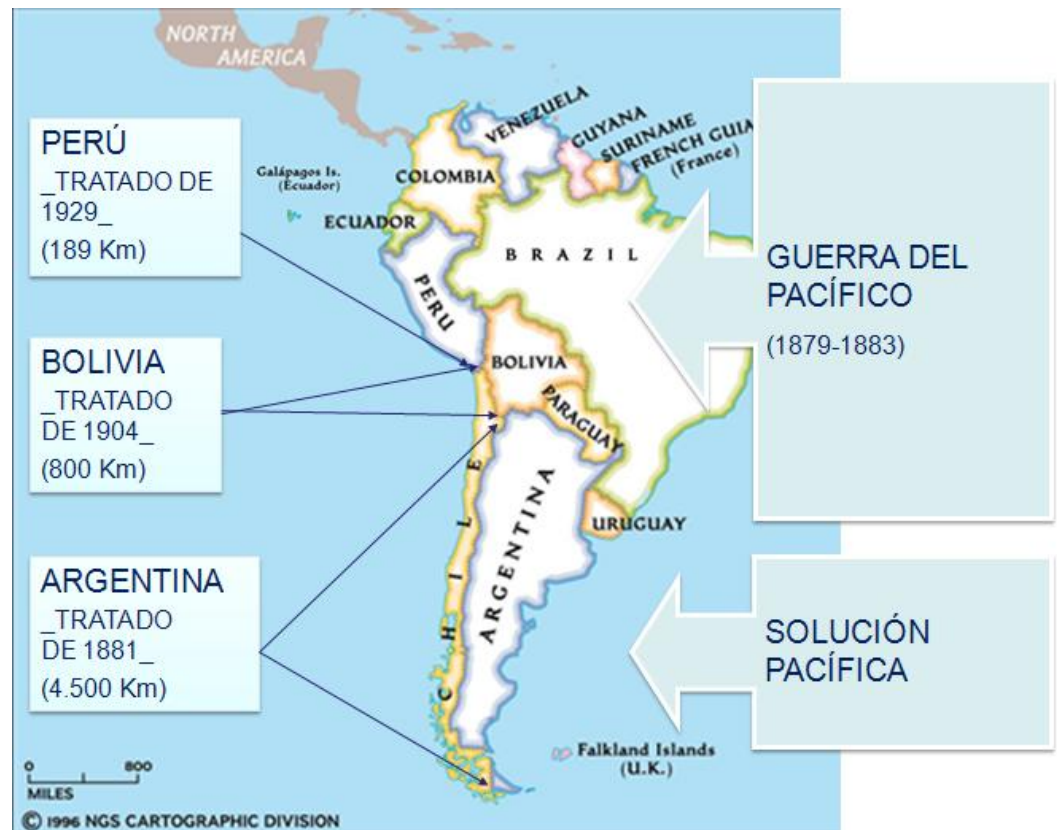 NORTH
AMERICA
PERÚ
_TRATADO DE
1929_
(189 Km)
BOLIVIA
_TRATADO
DE 1904_
(800 Km)
ARGENTINA
_TRATADO
DE 1881_
(4.500 Km)
Galápagos Is.
(Ecuador)
VENEZUELA
GUYANA
SURINAME
FRENCH GUIA
(France)
COLOMBIA
ECUADOR
BRAZIL
PERU
BOLIVIA
PARAGUAY
CHILE
ARGENTINA
URUGUAY
Falkland Islands
(U.K.)
GUERRA DEL
PACÍFICO
(1879-1883)
SOLUCIÓN
PACÍFICA
0 800
MILES
© 1996 NGS CARTOGRAPHIC DIVISION